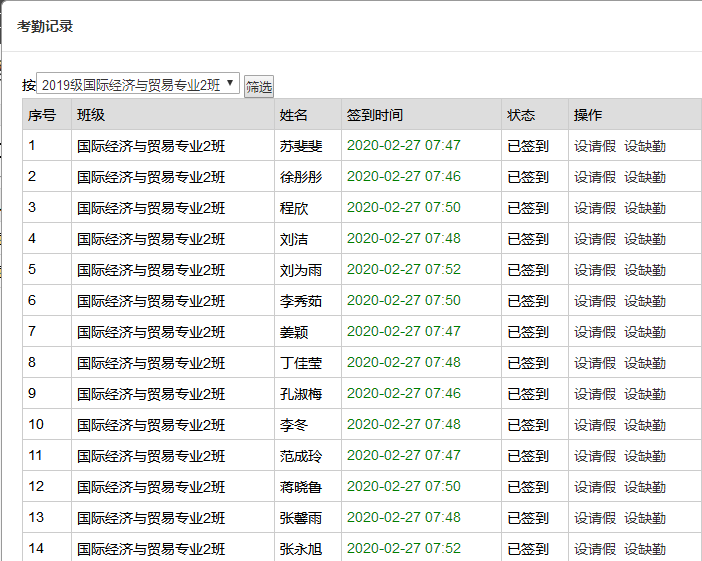 考勤记录
按 2019级国际经济与贸易专业2班 筛选
序号 班级 姓名 签到时间 状态 操作
1 国际经济与贸易专业2班 苏斐斐 2020-02-27 07:47 已签到 设请假 设缺勤
2 国际经济与贸易专业2班 徐彤彤 2020-02-27 07:46 已签到 设请假 设缺勤
3 国际经济与贸易专业2班 程欣 2020-02-27 07:50 已签到 设请假 设缺勤
4 国际经济与贸易专业2班 刘洁 2020-02-27 07:48 已签到 设请假 设缺勤
5 国际经济与贸易专业2班 刘为雨 2020-02-27 07:52 已签到 设请假 设缺勤
6 国际经济与贸易专业2班 李秀茹 2020-02-27 07:50 已签到 设请假 设缺勤
7 国际经济与贸易专业2班 姜颖 2020-02-27 07:47 已签到 设请假 设缺勤
8 国际经济与贸易专业2班 丁佳莹 2020-02-27 07:48 已签到 设请假 设缺勤
9 国际经济与贸易专业2班 孔淑梅 2020-02-27 07:46 已签到 设请假 设缺勤
10 国际经济与贸易专业2班 李冬 2020-02-27 07:48 已签到 设请假 设缺勤
11 国际经济与贸易专业2班 范成玲 2020-02-27 07:47 已签到 设请假 设缺勤
12 国际经济与贸易专业2班 蒋晓鲁 2020-02-27 07:50 已签到 设请假 设缺勤
13 国际经济与贸易专业2班 张馨雨 2020-02-27 07:48 已签到 设请假 设缺勤
14 国际经济与贸易专业2班 张永旭 2020-02-27 07:52 已签到 设请假 设缺勤